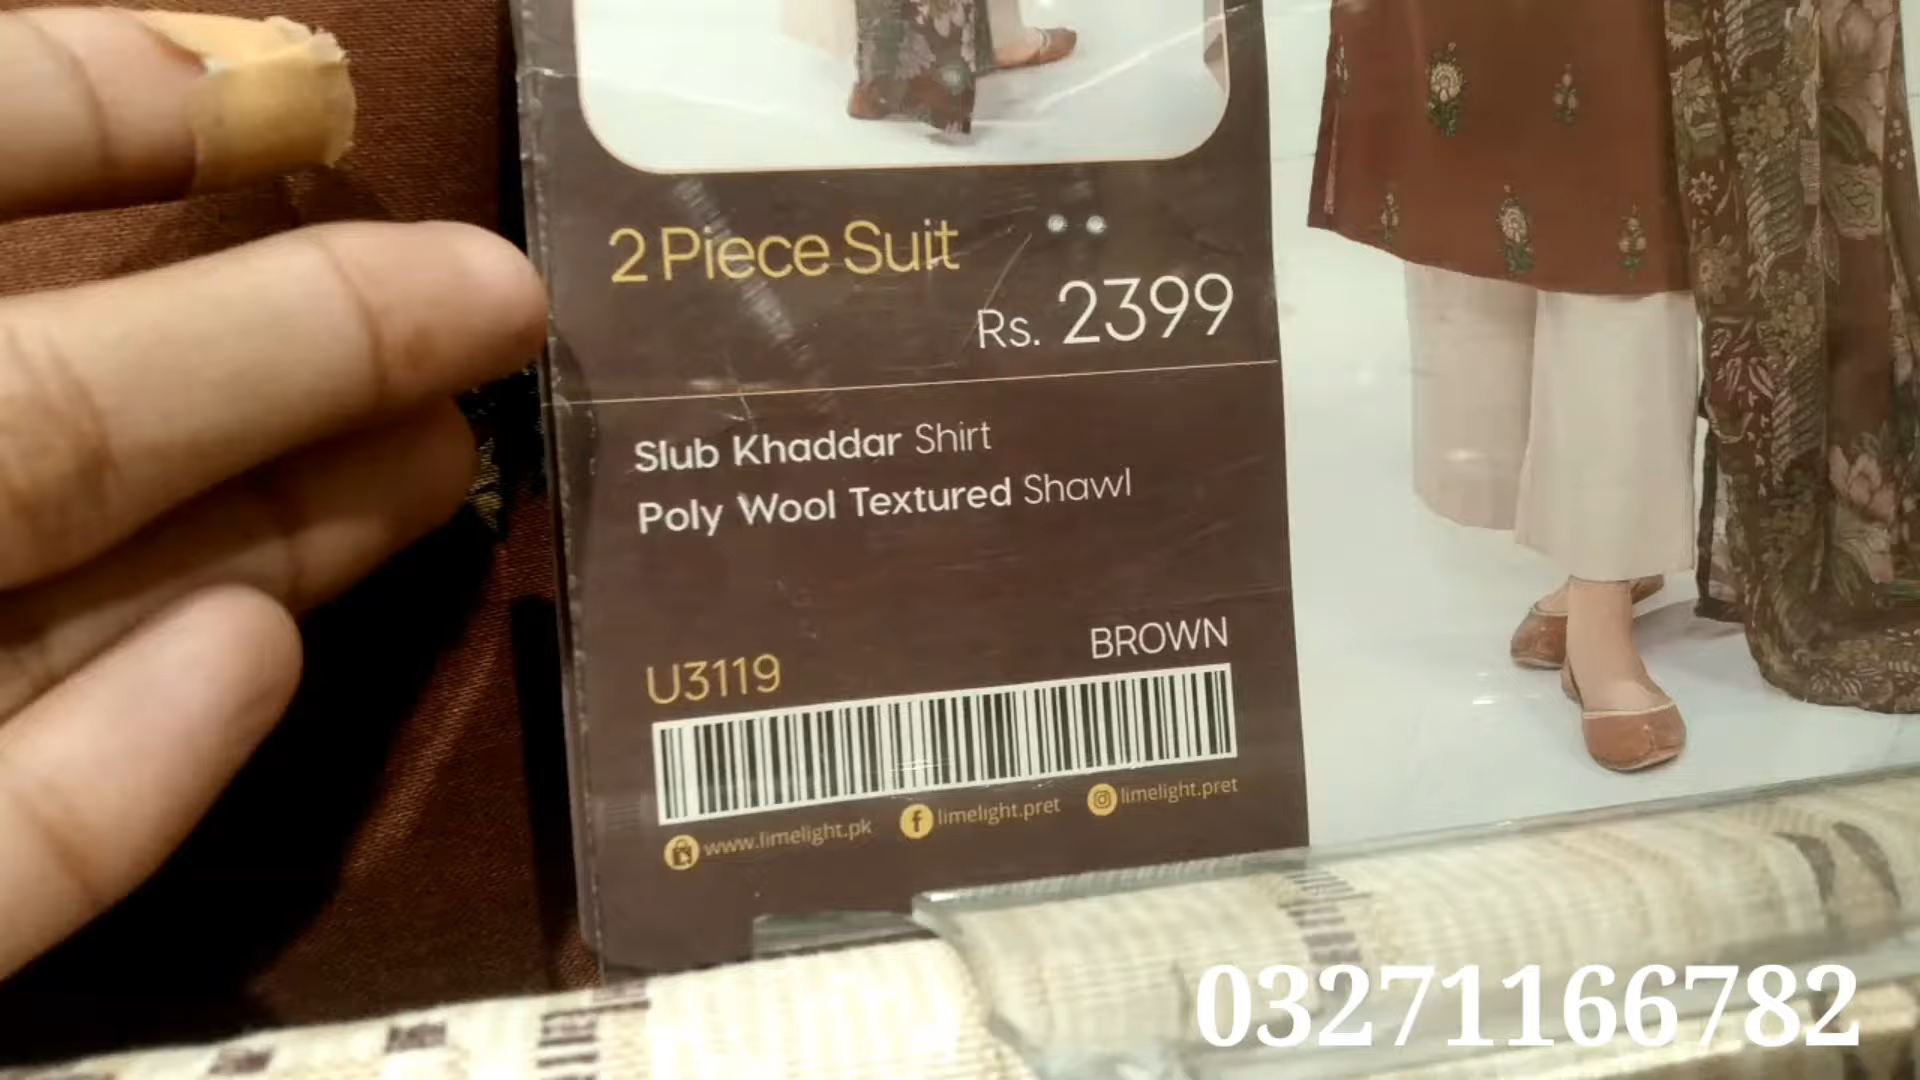 2 Piece Suit
Rs. 2399
Slub Khaddar Shirt
Poly Wool Textured Shawl
BROWN
U3119
www.limelight.pk limelight.pret limelight.pret
03271166782